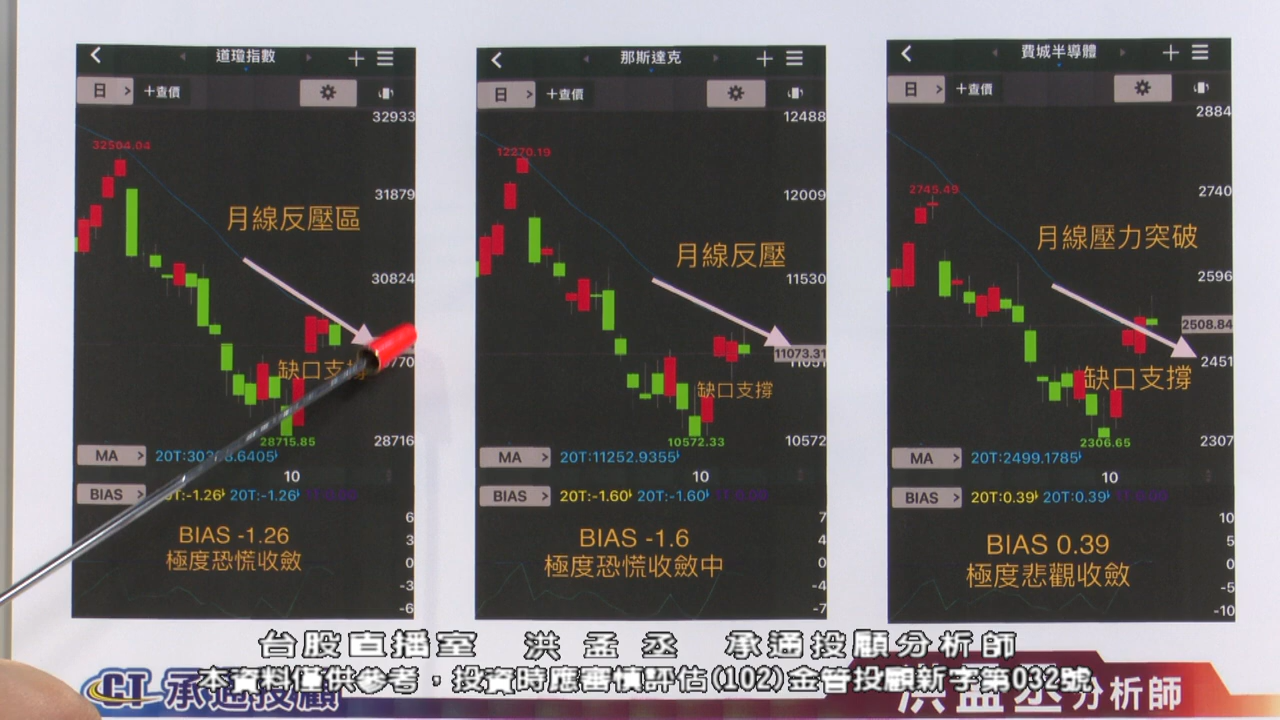 道瓊指數
日 > 十查價
32933
32504.04
31879
月線反壓區
30824
缺口支撐
28715.85
28716
MA > 20T:
10
BIAS > 20T:-1.26 20T:-1.26
6
BIAS -1.26
3
極度恐慌收斂
0
-3
-6
那斯達克
日 > 十查價
12488
12270.19
12009
月線反壓
11530
11073.31
缺口支撐
10572.33
10572
MA > 20T:11252.9355
10
BIAS > 20T:-1.60 20T:-1.60
7
BIAS -1.6
4
極度恐慌收斂中
0
-4
-7
費城半導體
日 > 十查價
2884
2745.49
2740
月線壓力突破
2596
2508.84
2451
缺口支撐
2306.65
2307
MA > 20T:2499.1785
10
BIAS > 20T:0.39 20T:0.39
10
BIAS 0.39
5
極度悲觀收斂
0
-5
-10
台股直播室 洪孟丞 承通投顧分析師
本資料僅供參考，投資時應審慎評估(102)金管投顧新字第032號
CT 承通投顧
洪孟丞分析師